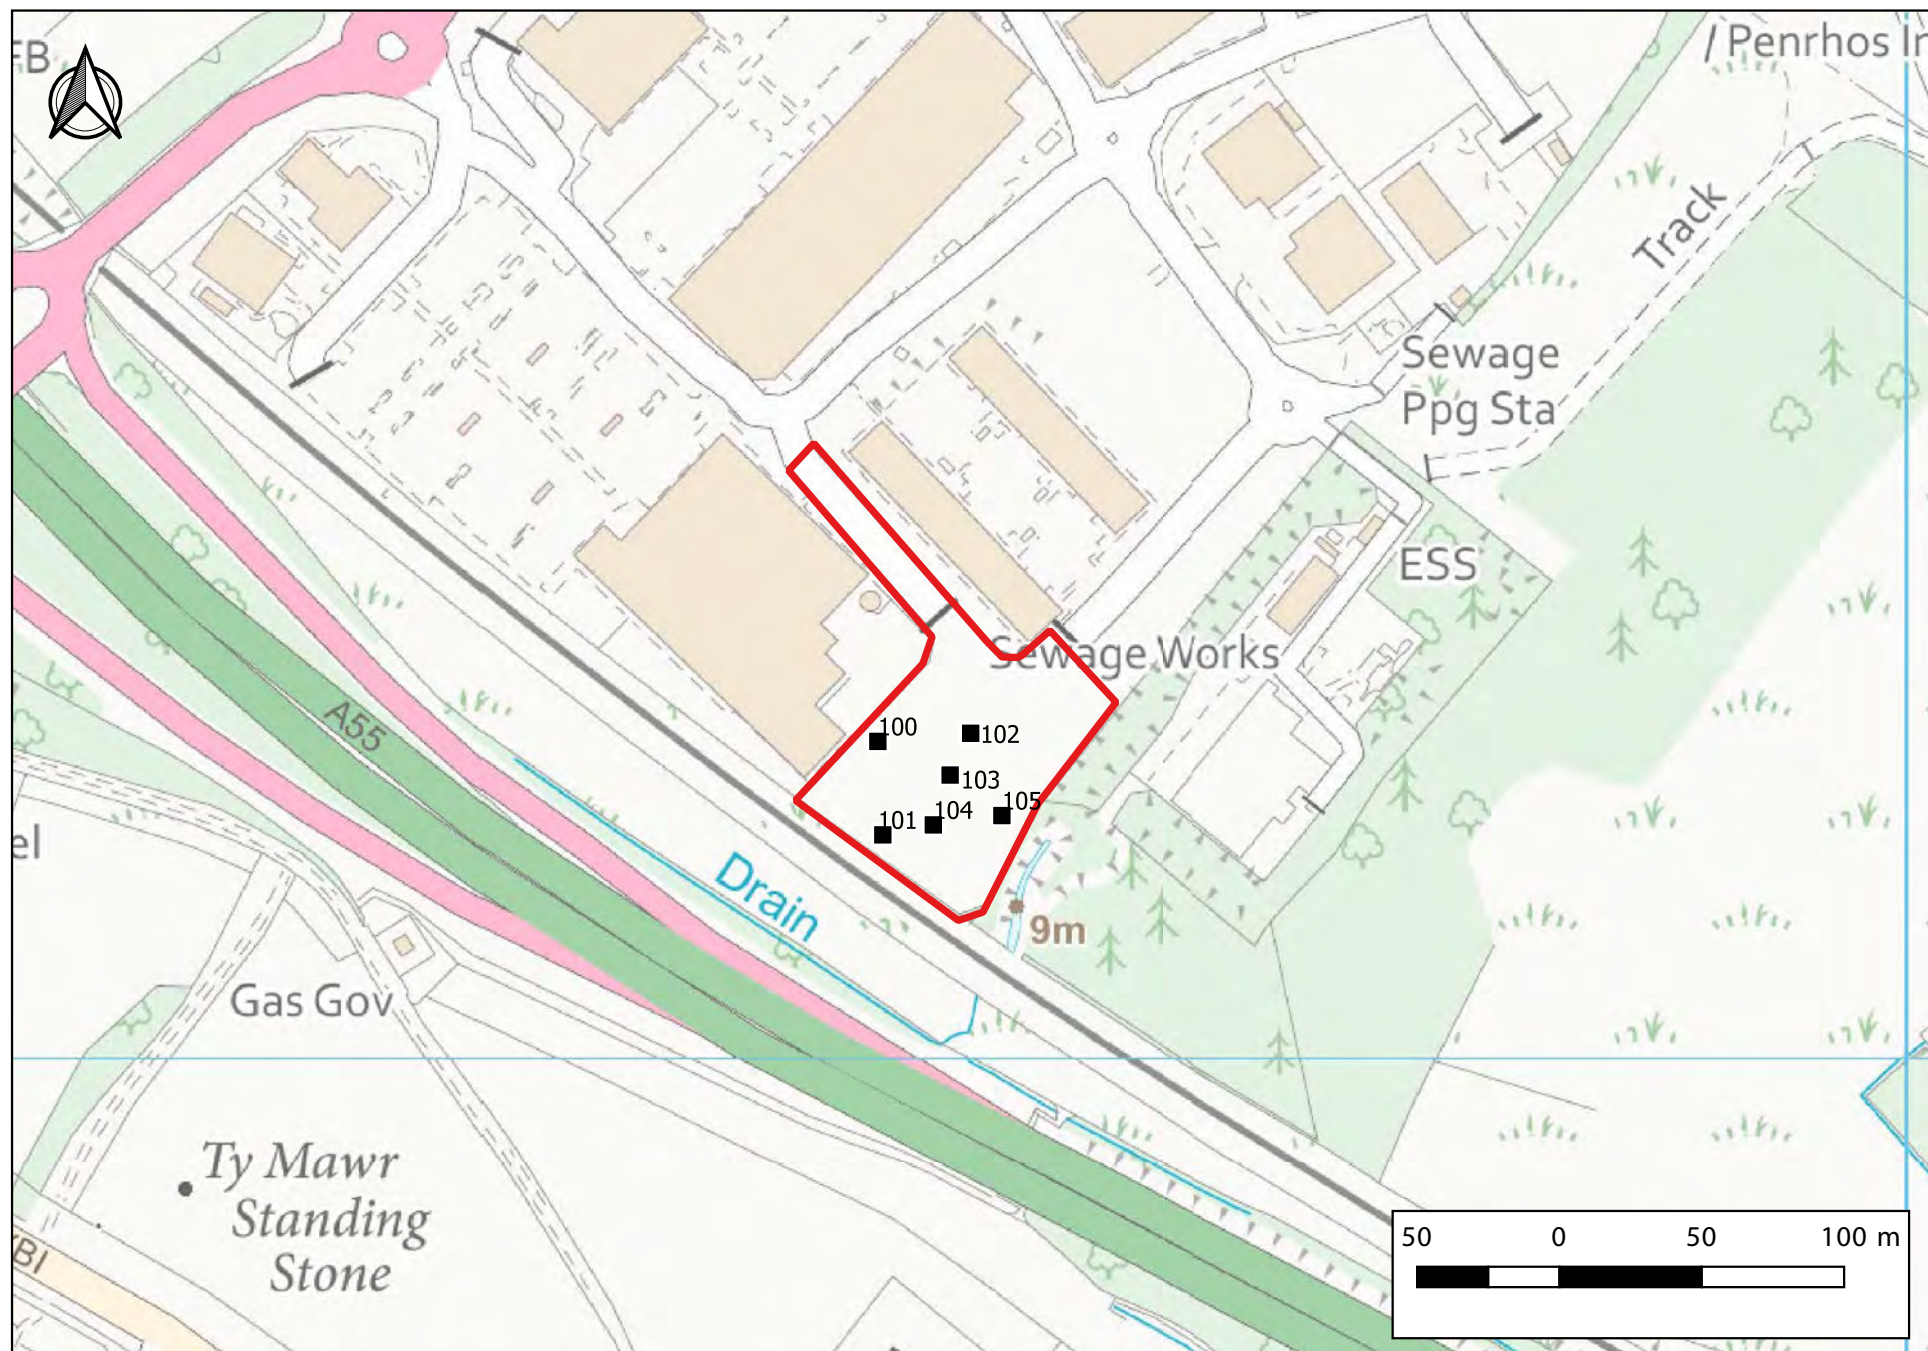 FB
/ Penrhos Ir
Track
Sewage
Ppg Sta
ESS
Sewage Works
A55
100
102
103
105
104
101
Drain
9m
el
Gas Gov
Ty Mawr
Standing
Stone
50 0 50 100 m